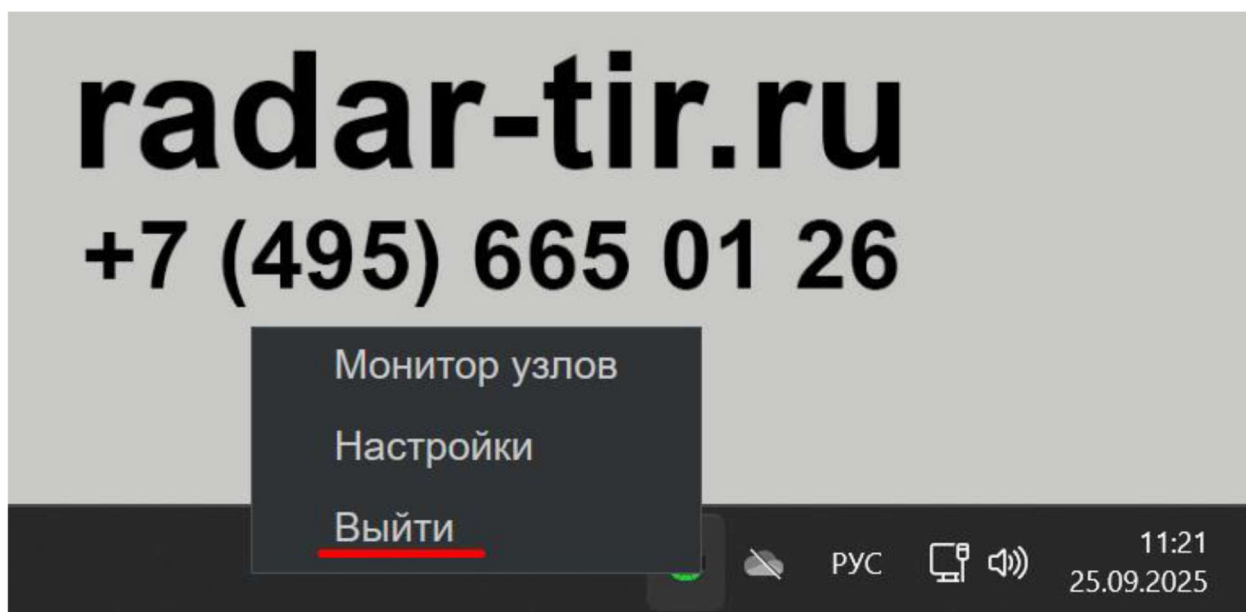 radar-tir.ru
+7 (495) 665 01 26
Монитор узлов
Настройки
Выйти
РУС
11:21
25.09.2025